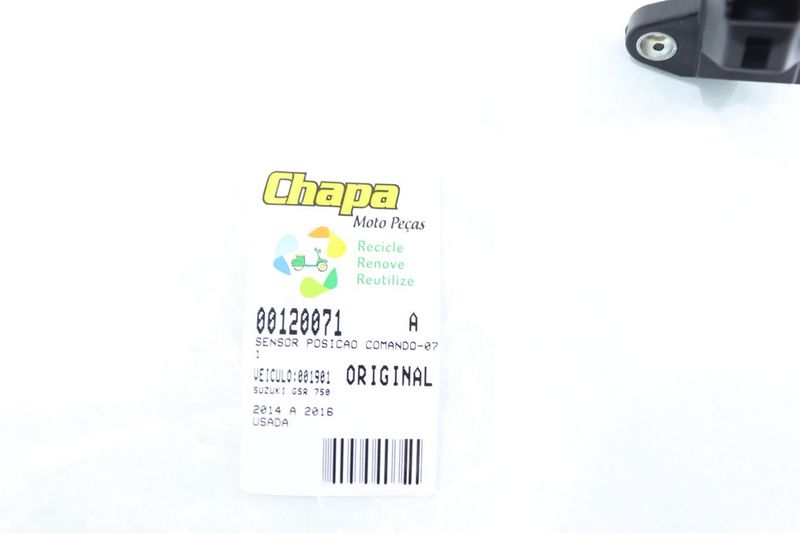 Chapa
Moto Peças
Recicle
Renove
Reutilize
00120071 A
SENSOR POSICAO COMANDO-07
1
VEICULO:001901 ORIGINAL
SUZUKI GSR 750
2014 A 2016
USADA